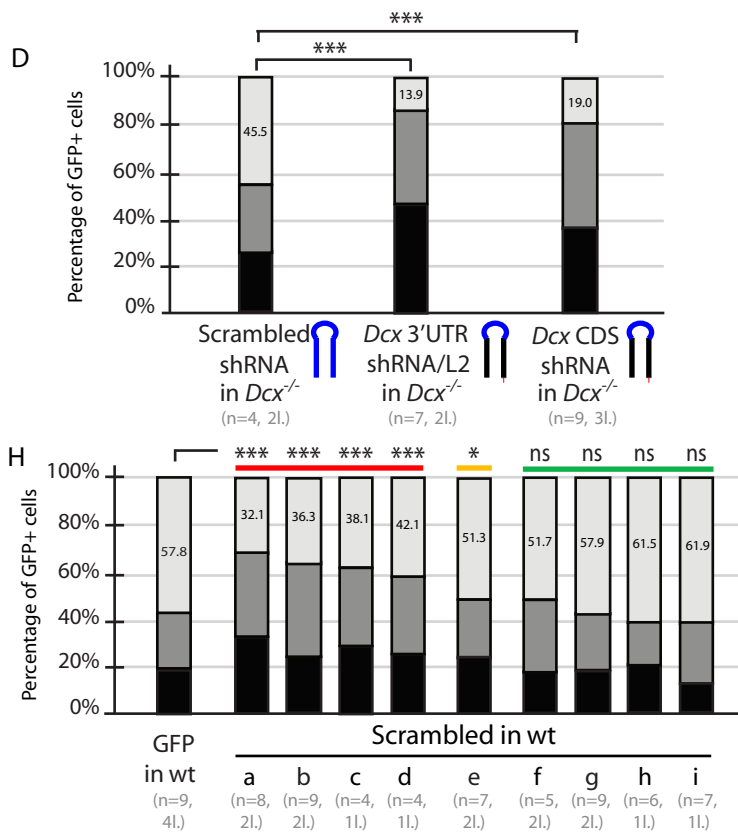 D
***
***
Percentage of GFP+ cells
100%
80%
60%
40%
20%
0%
45.5
13.9
19.0
Scrambled
shRNA
in Dcx-/-
(n=4, 2l.)
Dcx 3'UTR
shRNA/L2
in Dcx-/-
(n=7, 2l.)
Dcx CDS
shRNA
in Dcx-/-
(n=9, 3l.)
H
*** *** *** *** * ns ns ns ns
Percentage of GFP+ cells
100%
80%
60%
40%
20%
0%
57.8
32.1
36.3
38.1
42.1
51.3
51.7
57.9
61.5
61.9
GFP
in wt
(n=9,
4l.)
Scrambled in wt
a b c d e f g h i
(n=8, (n=9, (n=4, (n=4, (n=7, (n=5, (n=9, (n=6, (n=7,
2l.) 2l.) 1l.) 1l.) 2l.) 2l.) 2l.) 1l.) 1l.)